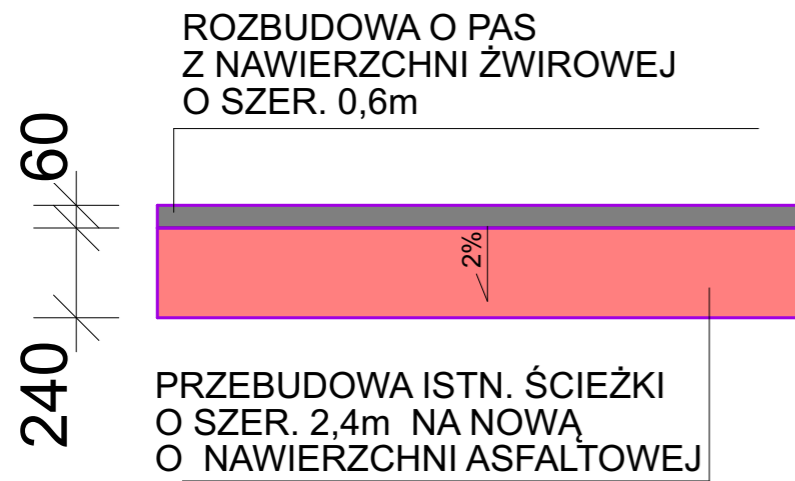 ROZBUDOWA O PAS
Z NAWIERZCHNI ŻWIROWEJ
O SZER. 0,6m
60
2%
240
PRZEBUDOWA ISTN. ŚCIEŻKI
O SZER. 2,4m NA NOWĄ
O NAWIERZCHNI ASFALTOWEJ